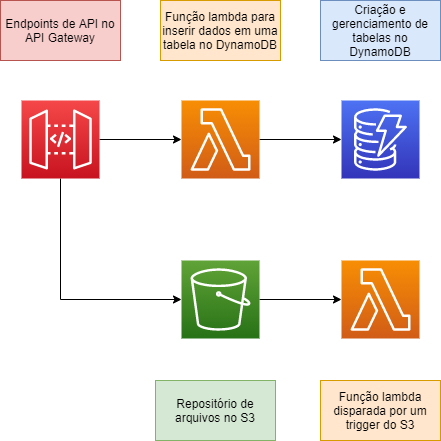 Endpoints de API no
API Gateway
Função lambda para
inserir dados em uma
tabela no DynamoDB
Criação e
gerenciamento de
tabelas no
DynamoDB
</>
Repositório de
arquivos no S3
Função lambda
disparada por um
trigger do S3